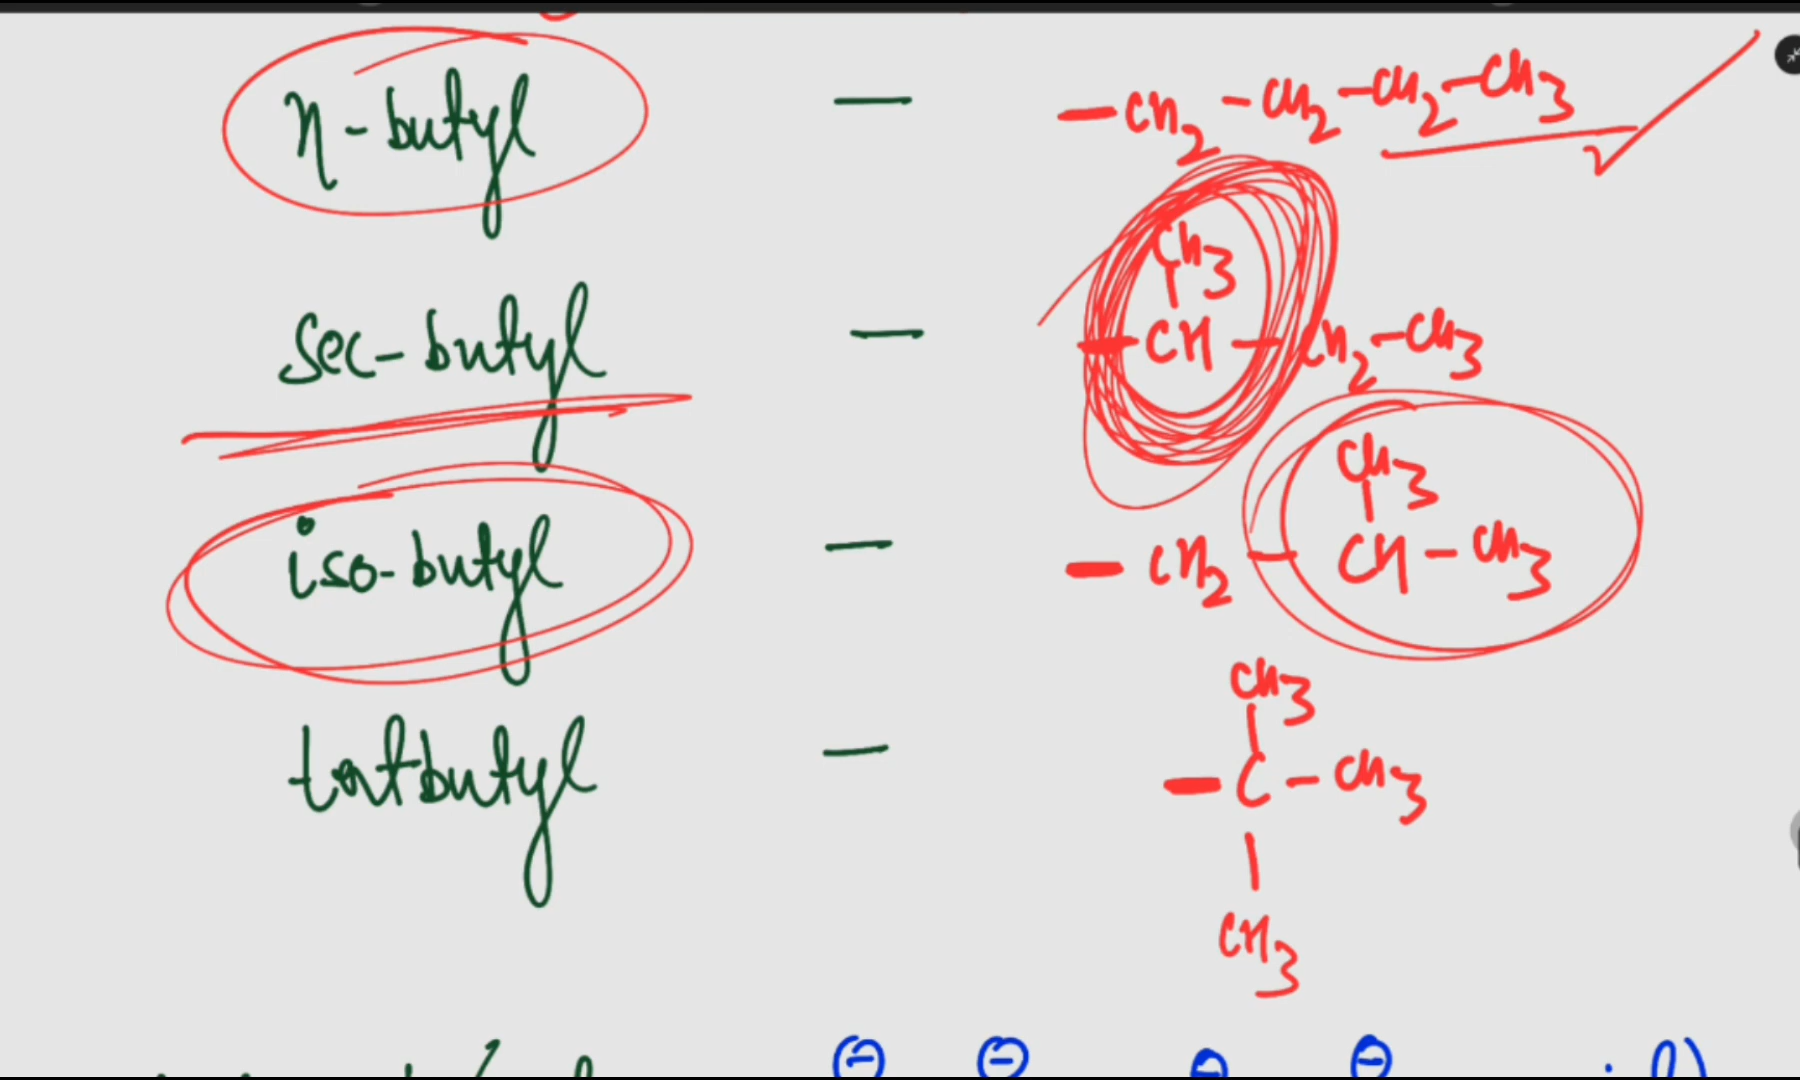 n-butyl — -CH2-CH2-CH2-CH3
CH3
|
sec-butyl — -CH-CH2-CH3
CH3
|
iso-butyl — -CH2-CH-CH3
CH3
|
tertbutyl — -C-CH3
|
CH3